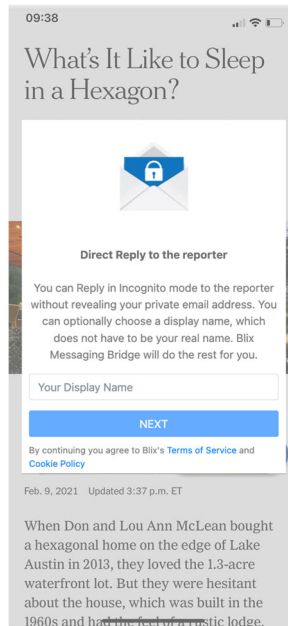 09:38
What's It Like to Sleep
in a Hexagon?
Direct Reply to the reporter
You can Reply in Incognito mode to the reporter
without revealing your private email address. You
can optionally choose a display name, which
does not have to be your real name. Blix
Messaging Bridge will do the rest for you.
Your Display Name
NEXT
By continuing you agree to Blix's Terms of Service and
Cookie Policy
Feb. 9, 2021 Updated 3:37 p.m. ET
When Don and Lou Ann McLean bought
a hexagonal home on the edge of Lake
Austin in 2013, they loved the 1.3-acre
waterfront lot. But they were hesitant
about the house, which was built in the
1960s and had the feel of a rustic lodge.